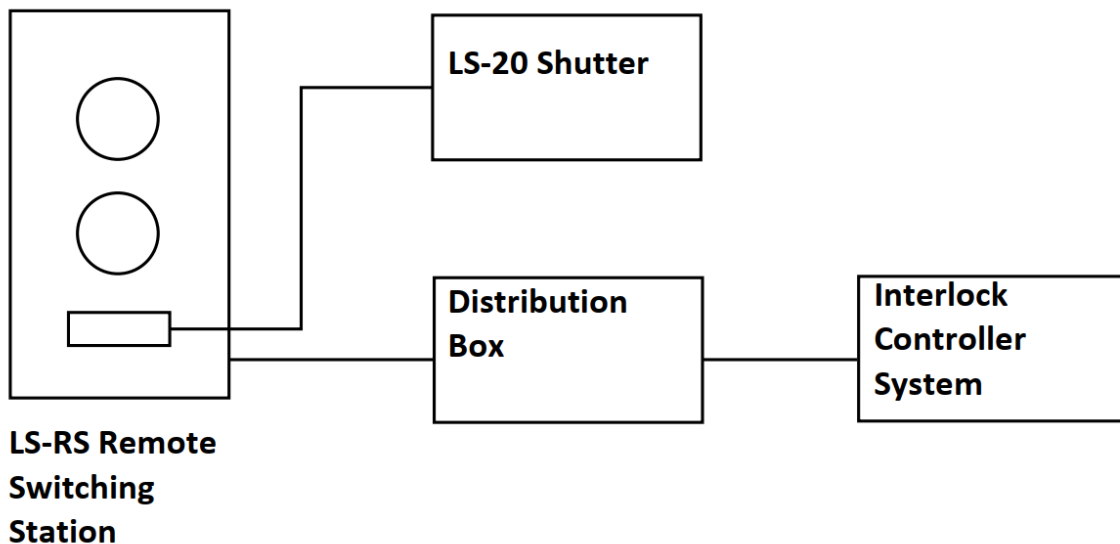 LS-20 Shutter
Distribution
Box
Interlock
Controller
System
LS-RS Remote
Switching
Station